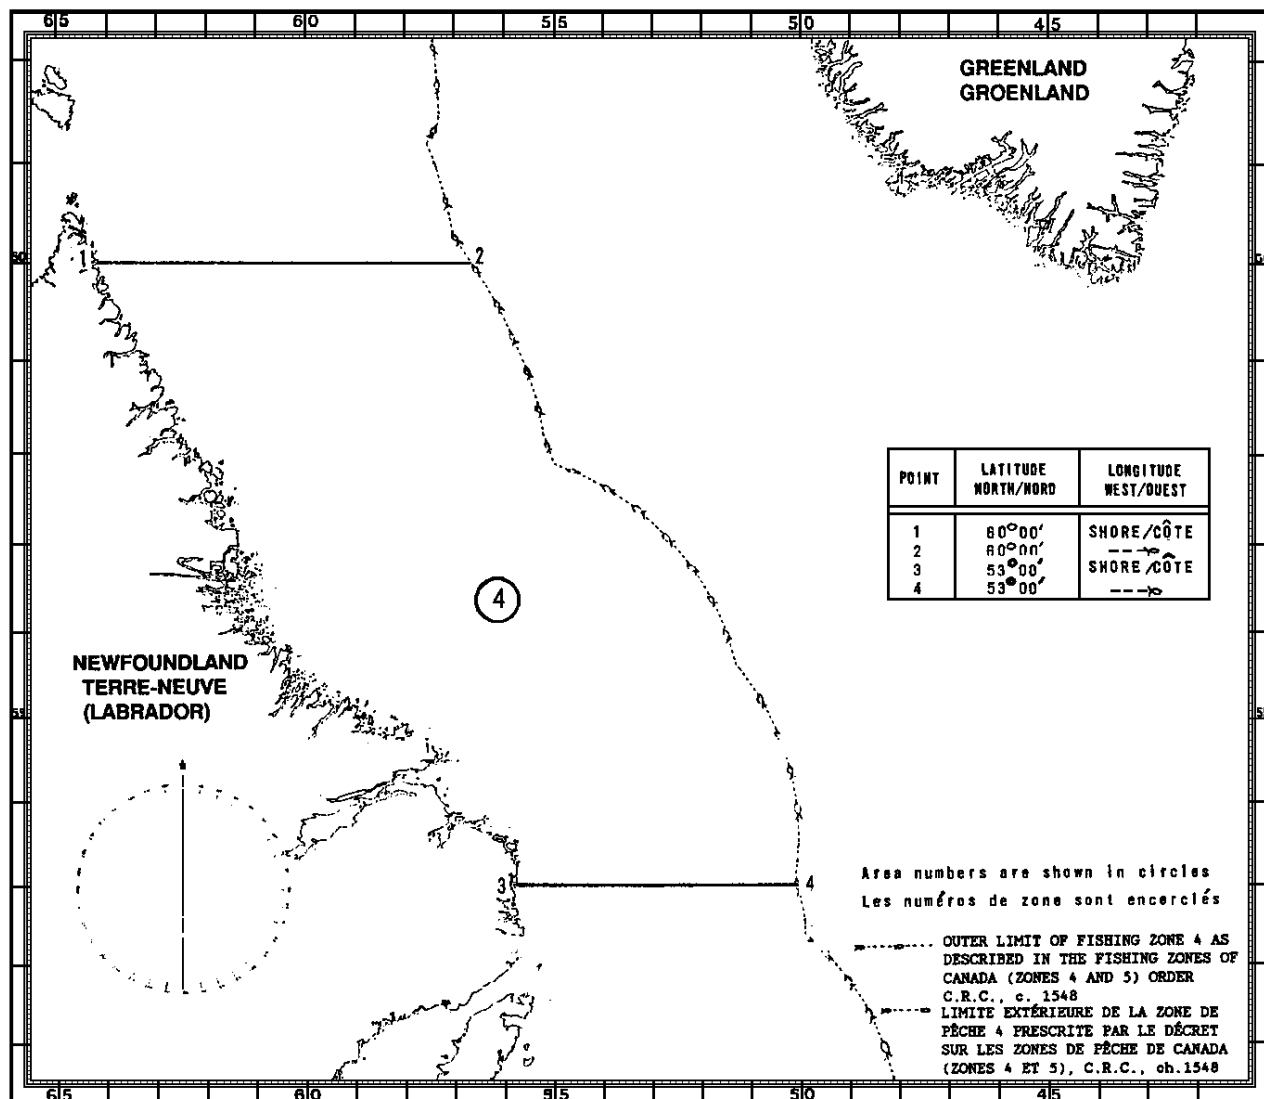 65 60 55 50 45
GREENLAND
GROENLAND
1 2
60 60
POINT LATITUDE NORTH/NORD LONGITUDE WEST/OUEST
1 60°00′ SHORE/CÔTE
2 60°00′
3 53°00′ SHORE/CÔTE
4 53°00′
4
NEWFOUNDLAND
TERRE-NEUVE
(LABRADOR)
55 55
3 4
Area numbers are shown in circles
Les numéros de zone sont encerclés
OUTER LIMIT OF FISHING ZONE 4 AS
DESCRIBED IN THE FISHING ZONES OF
CANADA (ZONES 4 AND 5) ORDER
C.R.C., c. 1548
LIMITE EXTÉRIEURE DE LA ZONE DE
PÊCHE 4 PRESCRITE PAR LE DÉCRET
SUR LES ZONES DE PÊCHE DE CANADA
(ZONES 4 ET 5), C.R.C., ch.1548
65 60 55 50 45